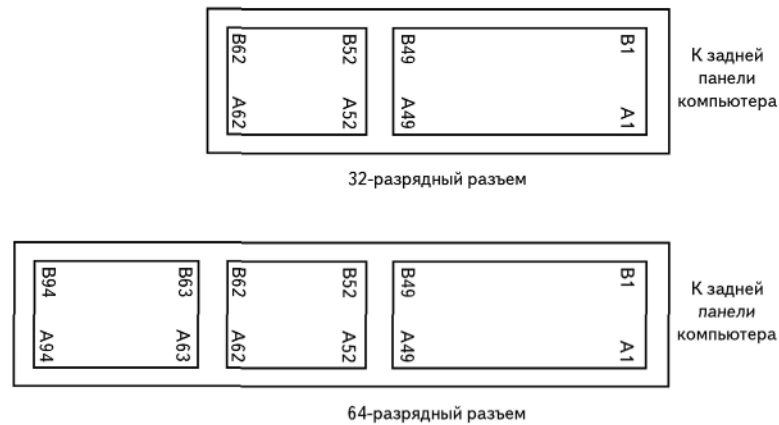 B62 B52 B49 B1
A62 A52 A49 A1
К задней
панели
компьютера
32-разрядный разъем
B94 B63 B62 B52 B49 B1
A94 A63 A62 A52 A49 A1
К задней
панели
компьютера
64-разрядный разъем